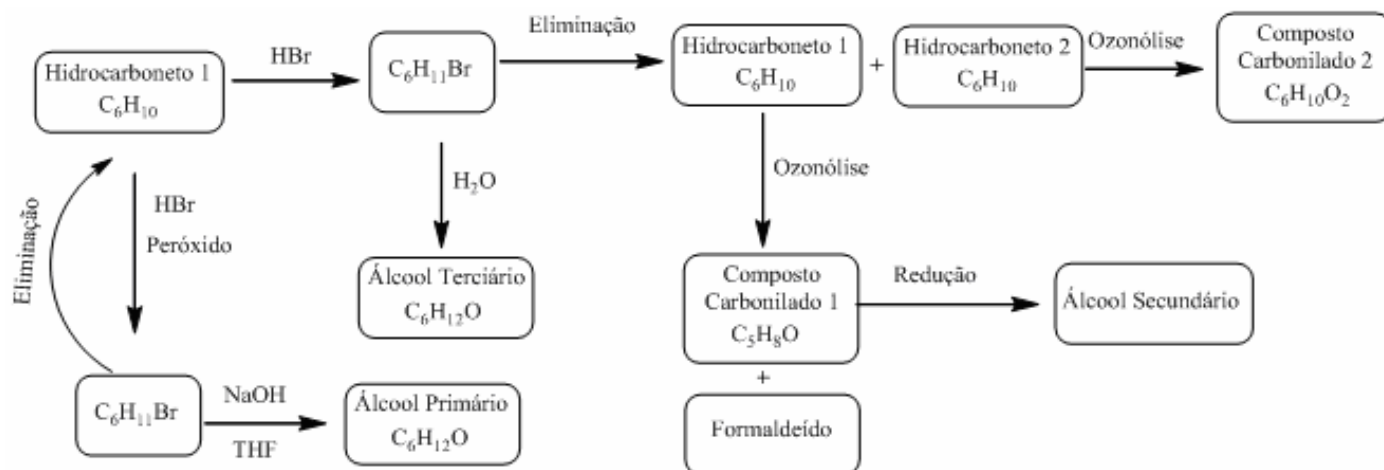 Hidrocarboneto 1
C₆H₁₀
HBr
C₆H₁₁Br
Eliminação
Hidrocarboneto 1
C₆H₁₀
+
Hidrocarboneto 2
C₆H₁₀
Ozonólise
Composto
Carbonilado 2
C₆H₁₀O₂
Eliminação
HBr
Peróxido
H₂O
Ozonólise
Álcool Terciário
C₆H₁₂O
Composto
Carbonilado 1
C₅H₈O
Redução
Álcool Secundário
+
Formaldeído
C₆H₁₁Br
NaOH
THF
Álcool Primário
C₆H₁₂O